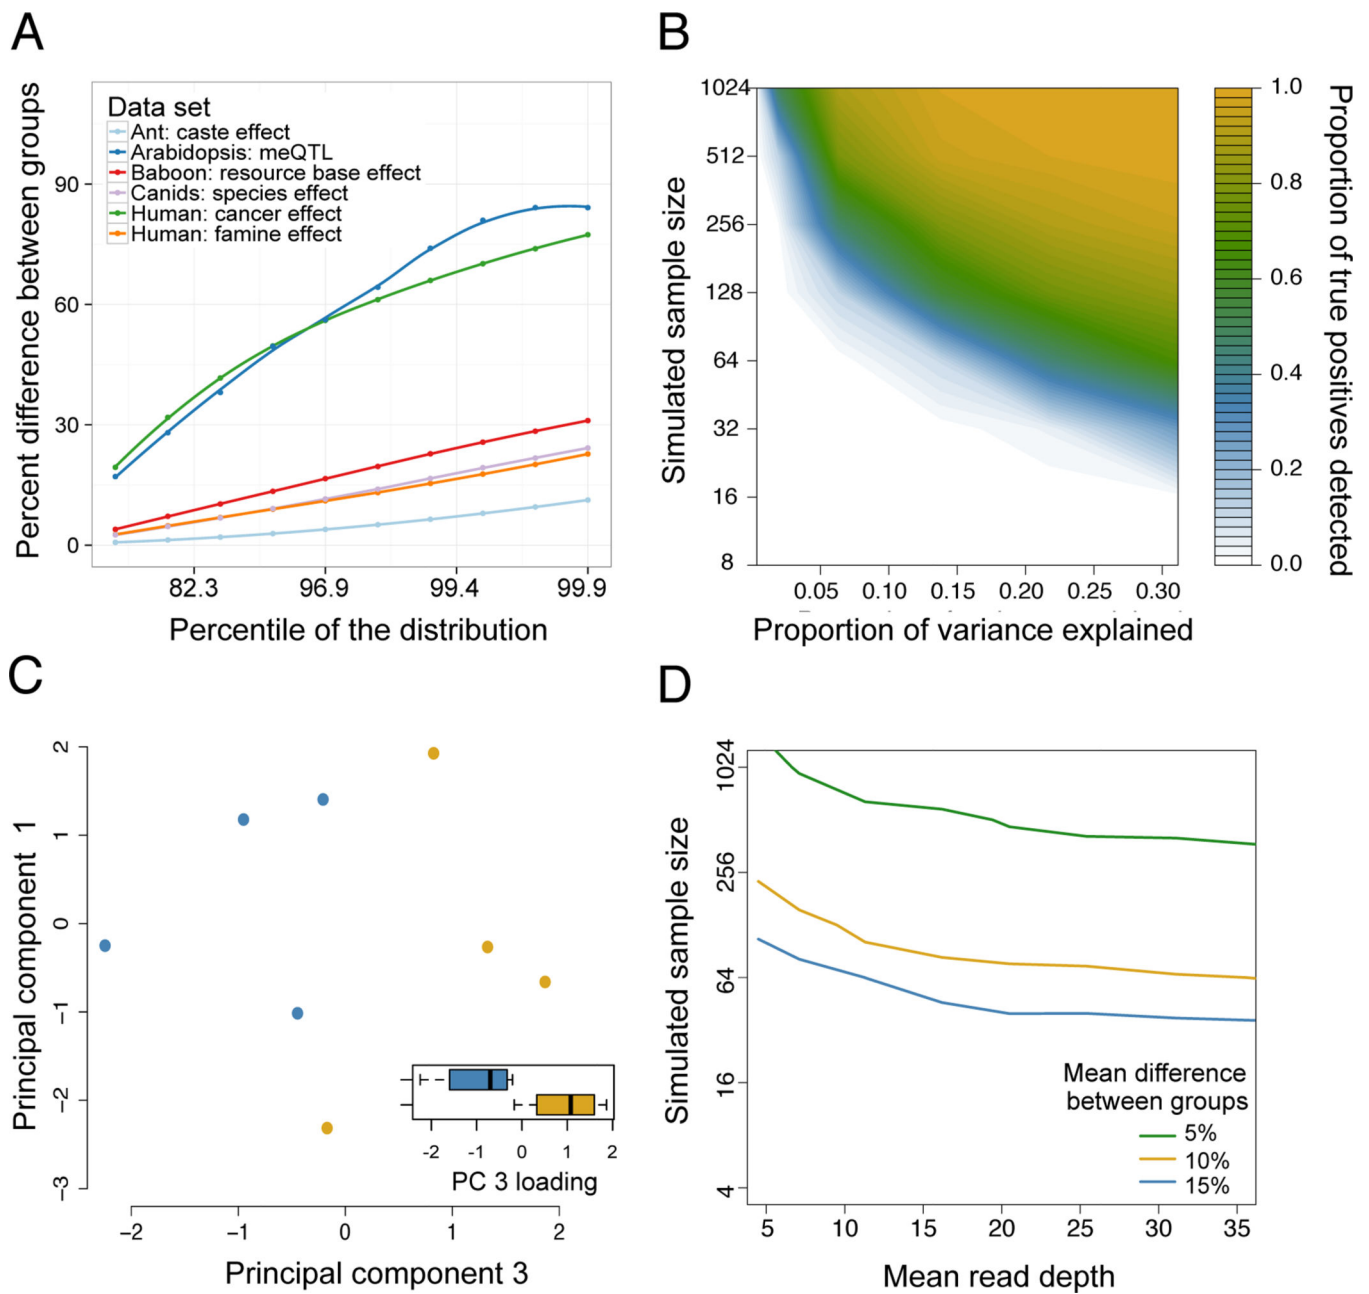 A
Percent difference between groups
90
60
30
0
Data set
Ant: caste effect
Arabidopsis: meQTL
Baboon: resource base effect
Canids: species effect
Human: cancer effect
Human: famine effect
82.3 96.9 99.4 99.9
Percentile of the distribution
B
Simulated sample size
1024
512
256
128
64
32
16
8
0.05 0.10 0.15 0.20 0.25 0.30
Proportion of variance explained
1.0
0.8
0.6
0.4
0.2
0.0
Proportion of true positives detected
C
Principal component 1
2
1
0
−1
−2
−3
−2 −1 0 1 2
Principal component 3
-2 -1 0 1 2
PC 3 loading
D
Simulated sample size
1024
256
64
16
4
Mean difference
between groups
5%
10%
15%
5 10 15 20 25 30 35
Mean read depth